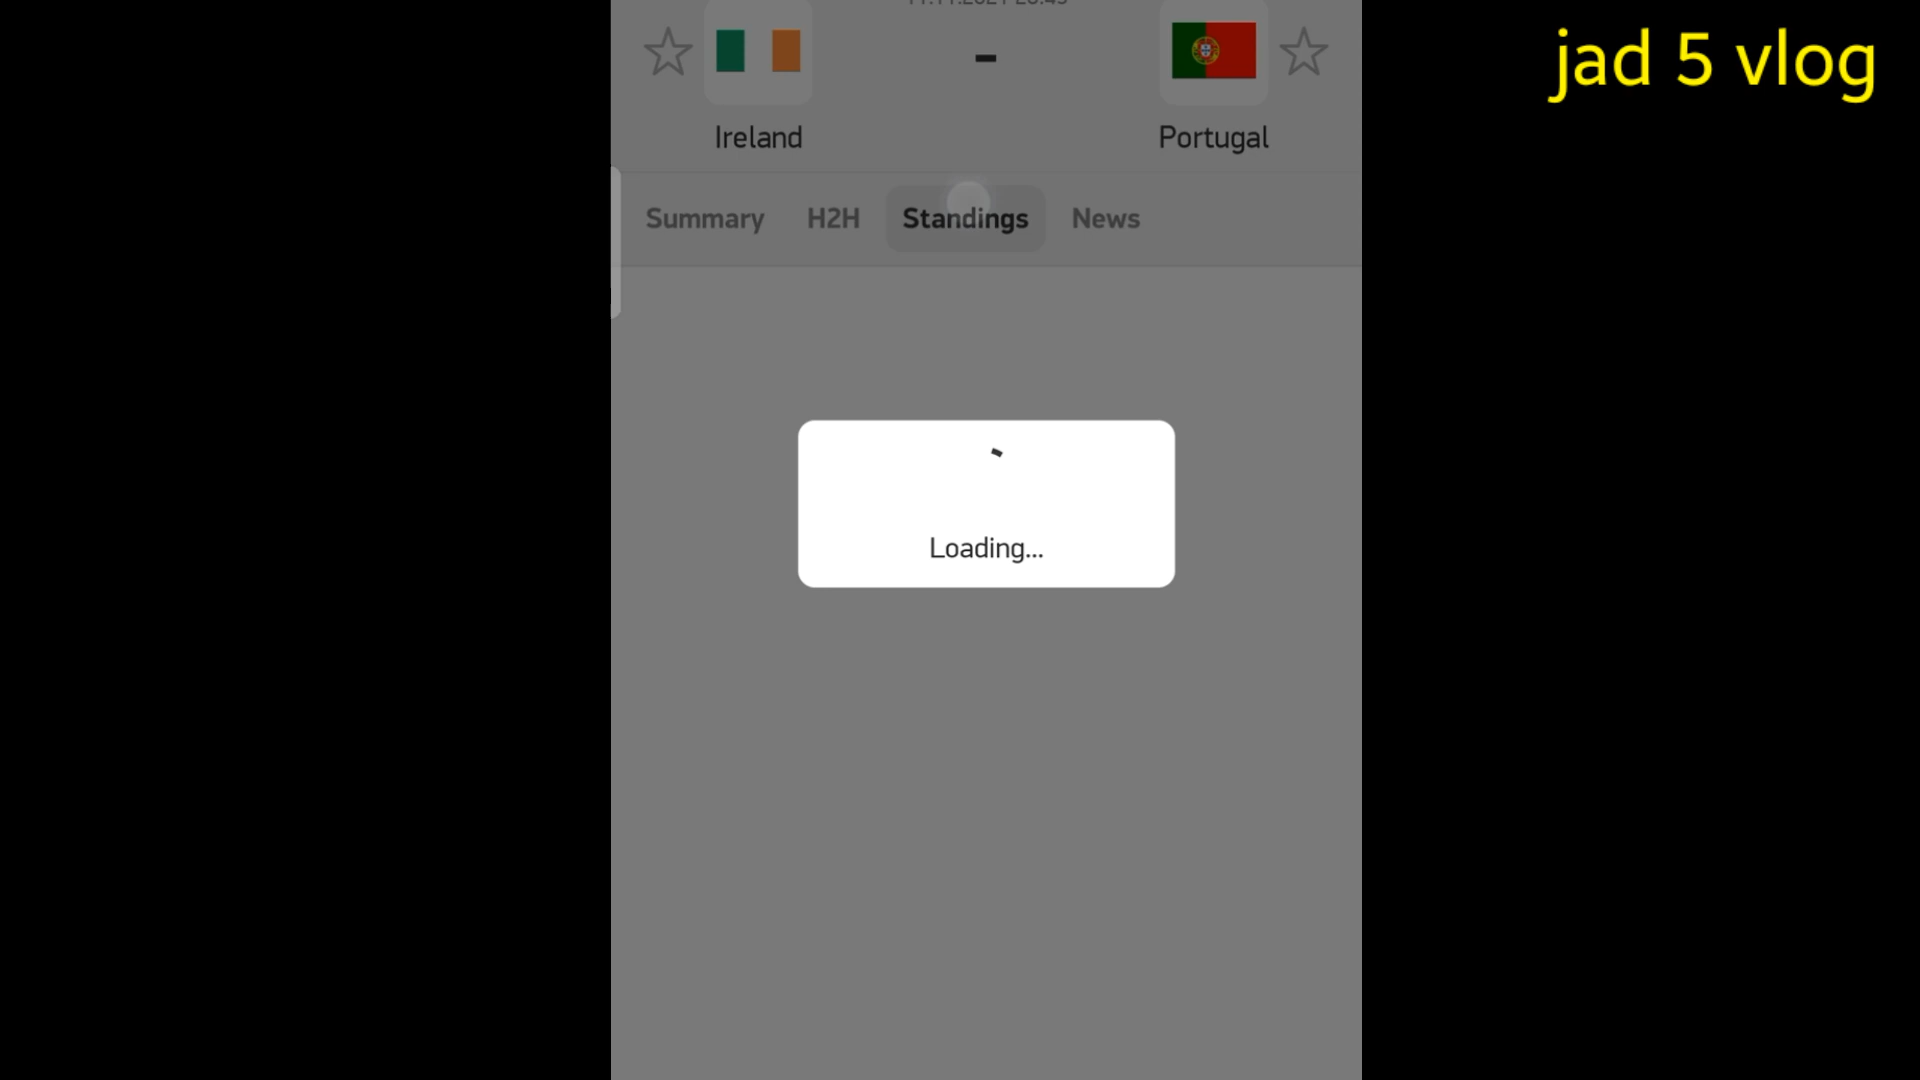 jad 5 vlog
-
Ireland
Portugal
Summary
H2H
Standings
News
Loading...